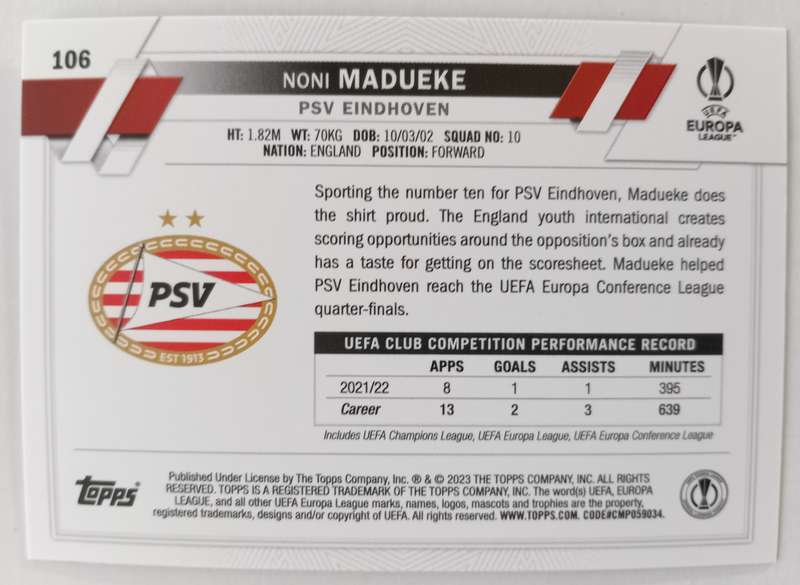 106
NONI MADUEKE
PSV EINDHOVEN
HT: 1.82M WT: 70KG DOB: 10/03/02 SQUAD NO: 10
NATION: ENGLAND POSITION: FORWARD
UEFA
EUROPA
LEAGUE™
Sporting the number ten for PSV Eindhoven, Madueke does
the shirt proud. The England youth international creates
scoring opportunities around the opposition's box and already
has a taste for getting on the scoresheet. Madueke helped
PSV Eindhoven reach the UEFA Europa Conference League
quarter-finals.
PSV
EST 1913
UEFA CLUB COMPETITION PERFORMANCE RECORD
APPS GOALS ASSISTS MINUTES
2021/22 8 1 1 395
Career 13 2 3 639
Includes UEFA Champions League, UEFA Europa League, UEFA Europa Conference League
topps®
Published Under License by The Topps Company, Inc. ® & © 2023 THE TOPPS COMPANY, INC. ALL RIGHTS
RESERVED. TOPPS IS A REGISTERED TRADEMARK OF THE TOPPS COMPANY, INC. The word(s) UEFA, EUROPA
LEAGUE, and all other UEFA Europa League marks, names, logos, mascots and trophies are the property,
registered trademarks, designs and/or copyright of UEFA. All rights reserved. WWW.TOPPS.COM. CODE#CMP059034.